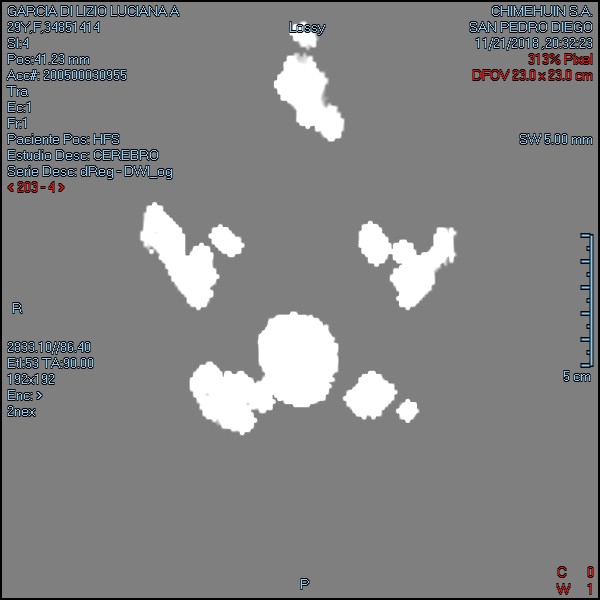 GARCIA DI LIZIO LUCIANA A
29Y,F,34851414
Sl:4
Pos:41.23 mm
Acc#: 200500030955
Tra
Ec:1
Fr:1
Paciente Pos: HFS
Estudio Desc: CEREBRO
Serie Desc: dReg - DWI_og
< 203 - 4 >
Lossy
CHIMEHUIN S.A.
SAN PEDRO DIEGO
11/21/2018 ,20:32:23
313% Pixel
DFOV 23.0 x 23.0 cm
SW 5.00 mm
R
2833.10//86.40
Etl:53 TA:90.00
192x192
Enc: >
2nex
5 cm
P
C 0
W 1